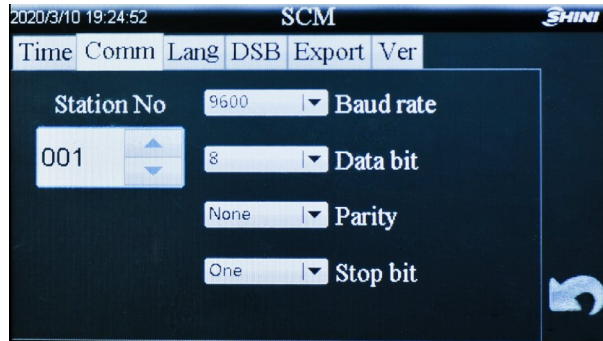 2020/3/10 19:24:52 SCM SHINI
Time Comm Lang DSB Export Ver
Station No 9600 Baud rate
001 8 Data bit
None Parity
One Stop bit